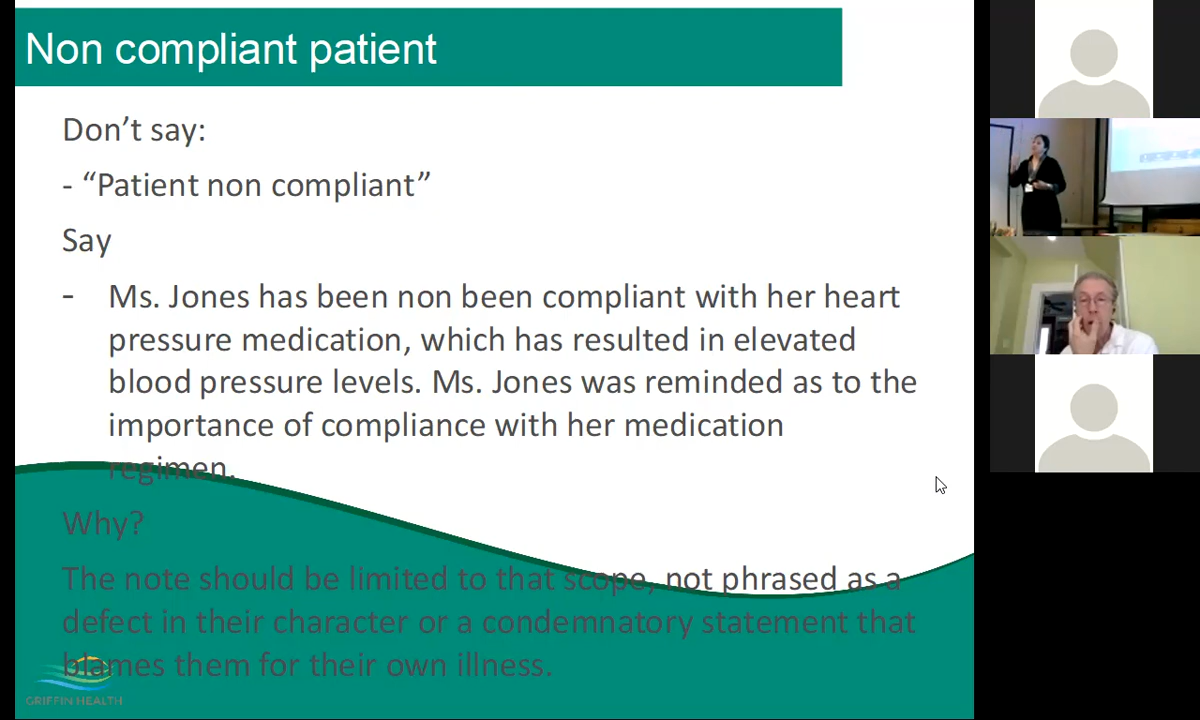 Non compliant patient
Don’t say:
- “Patient non compliant”
Say
- Ms. Jones has been non been compliant with her heart
pressure medication, which has resulted in elevated
blood pressure levels. Ms. Jones was reminded as to the
importance of compliance with her medication
regimen.
Why?
The note should be limited to that scope, not phrased as a
defect in their character or a condemnatory statement that
blames them for their own illness.
GRIFFIN HEALTH